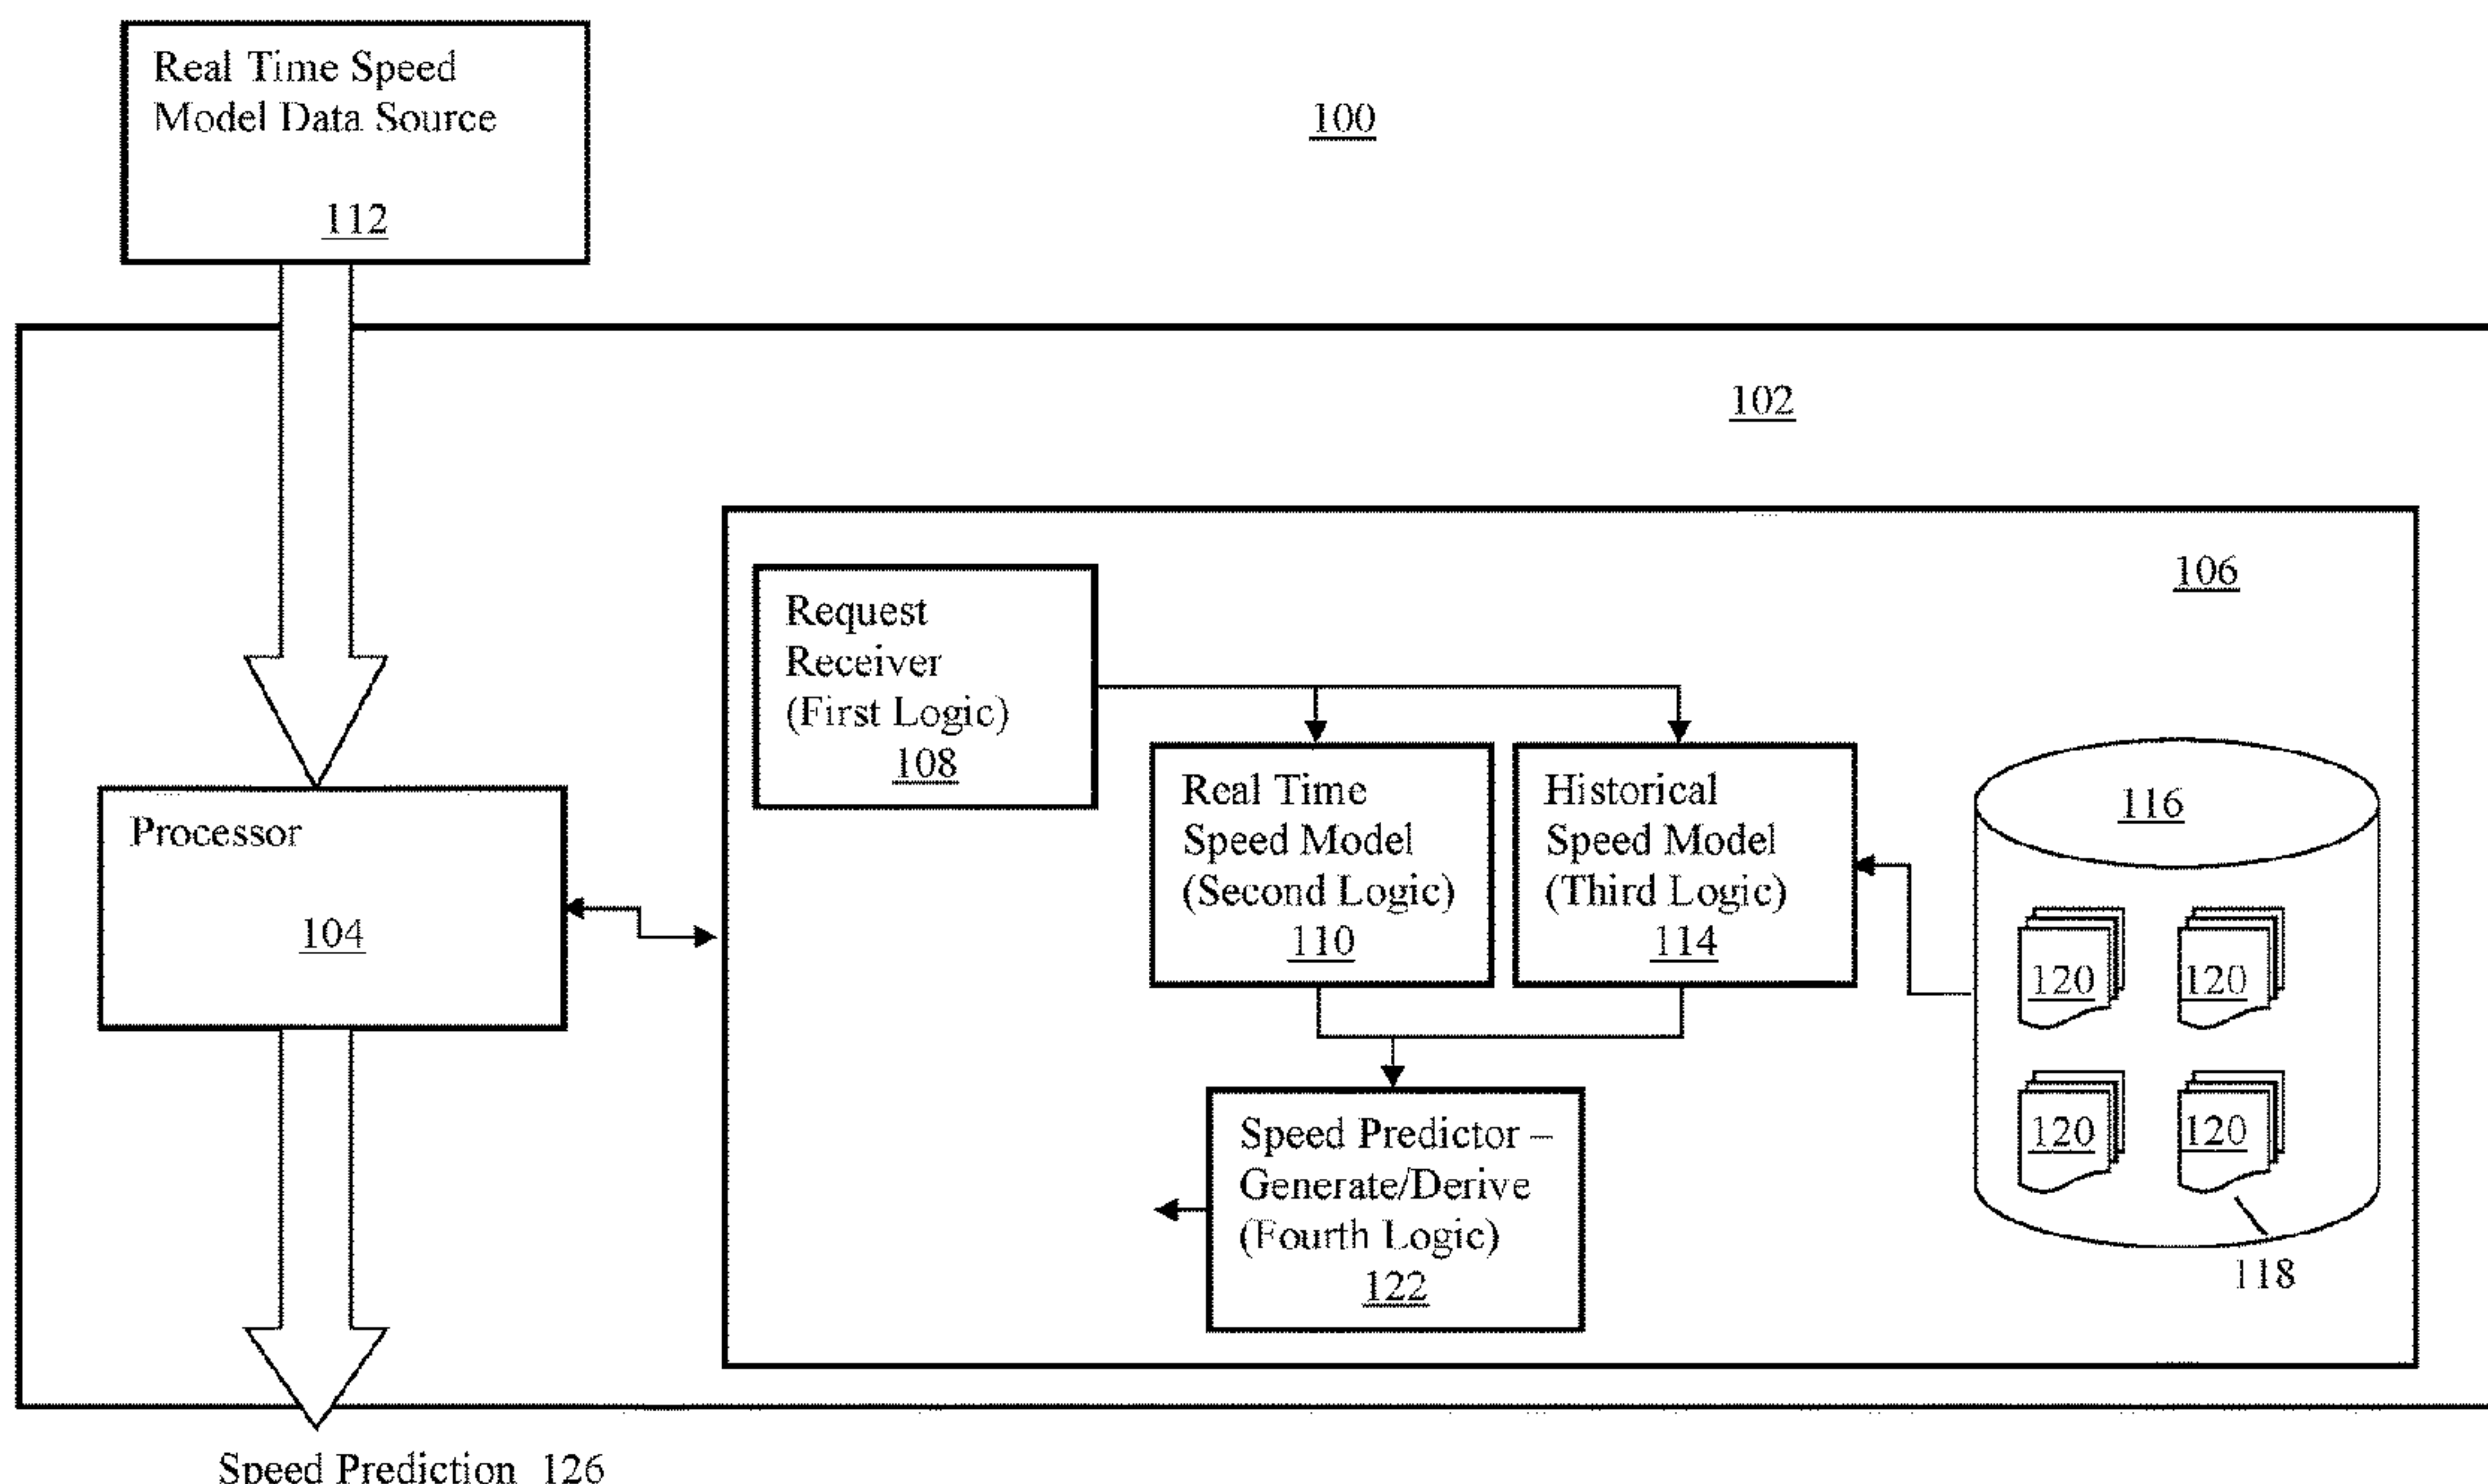 Real Time Speed
Model Data Source
112
100
102
106
Request
Receiver
(First Logic)
108
Real Time
Speed Model
(Second Logic)
110
Historical
Speed Model
(Third Logic)
114
116
120
120
120
120
118
Processor
104
Speed Predictor –
Generate/Derive
(Fourth Logic)
122
Speed Prediction 126